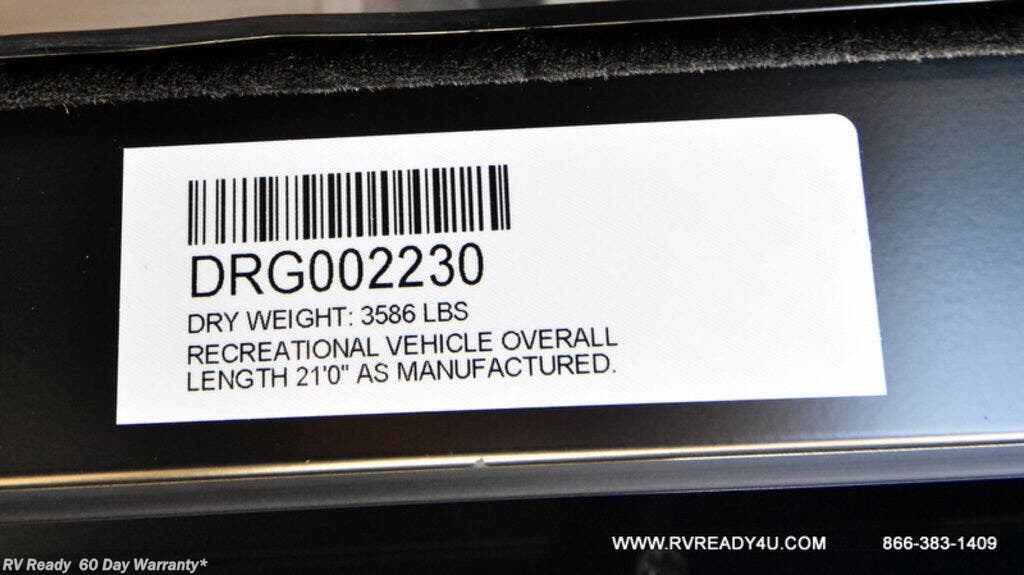 DRG002230
DRY WEIGHT: 3586 LBS
RECREATIONAL VEHICLE OVERALL
LENGTH 21'0" AS MANUFACTURED.
WWW.RVREADY4U.COM 866-383-1409
RV Ready 60 Day Warranty*